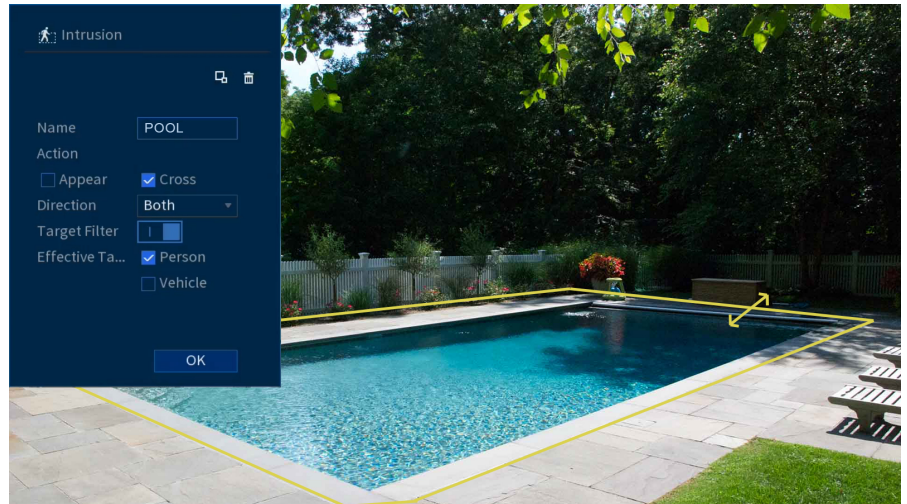 Intrusion
Name POOL
Action
Appear Cross
Direction Both
Target Filter
Effective Ta... Person
Vehicle
OK